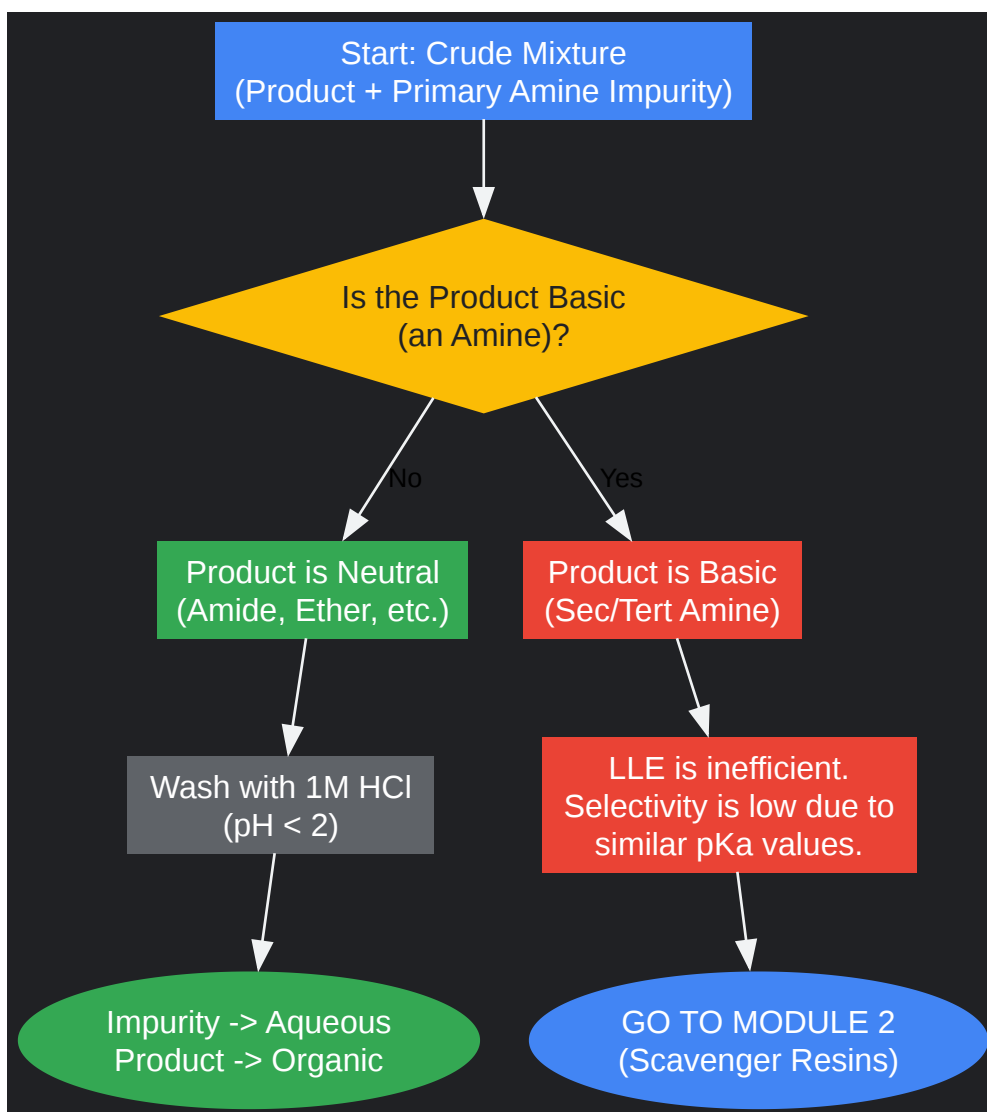 Start: Crude Mixture
(Product + Primary Amine Impurity)
Is the Product Basic
(an Amine)?
No
Yes
Product is Neutral
(Amide, Ether, etc.)
Product is Basic
(Sec/Tert Amine)
Wash with 1M HCl
(pH < 2)
LLE is inefficient.
Selectivity is low due to
similar pKa values.
Impurity -> Aqueous
Product -> Organic
GO TO MODULE 2
(Scavenger Resins)